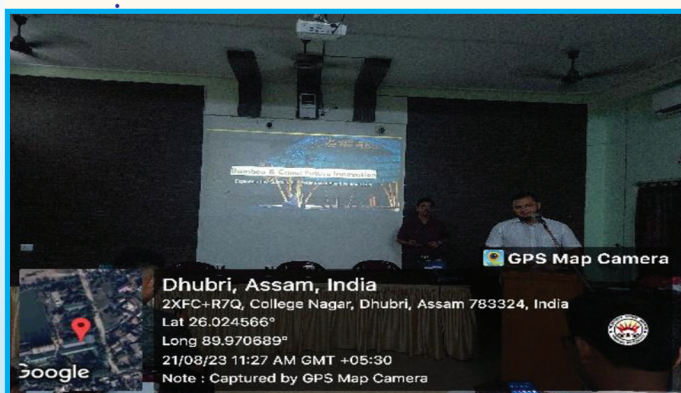 Bamboo & Cane: Future Innovation
GPS Map Camera
Dhubri, Assam, India
2XFC+R7Q, College Nagar, Dhubri, Assam 783324, India
Lat 26.024566°
Long 89.970689°
21/08/23 11:27 AM GMT +05:30
Note : Captured by GPS Map Camera
Google